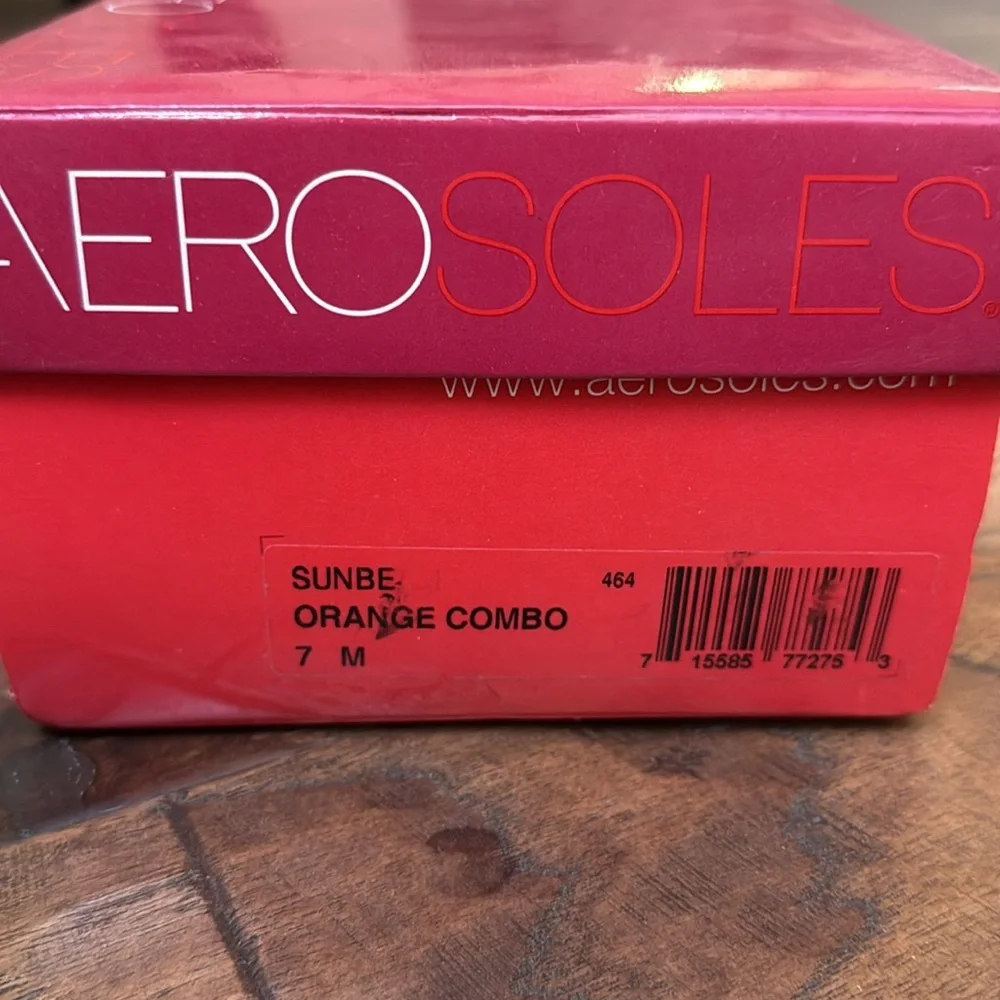 AEROSOLES®
www.aerosoles.com
SUNBE
464
ORANGE COMBO
7 M
7 15585 77275 3